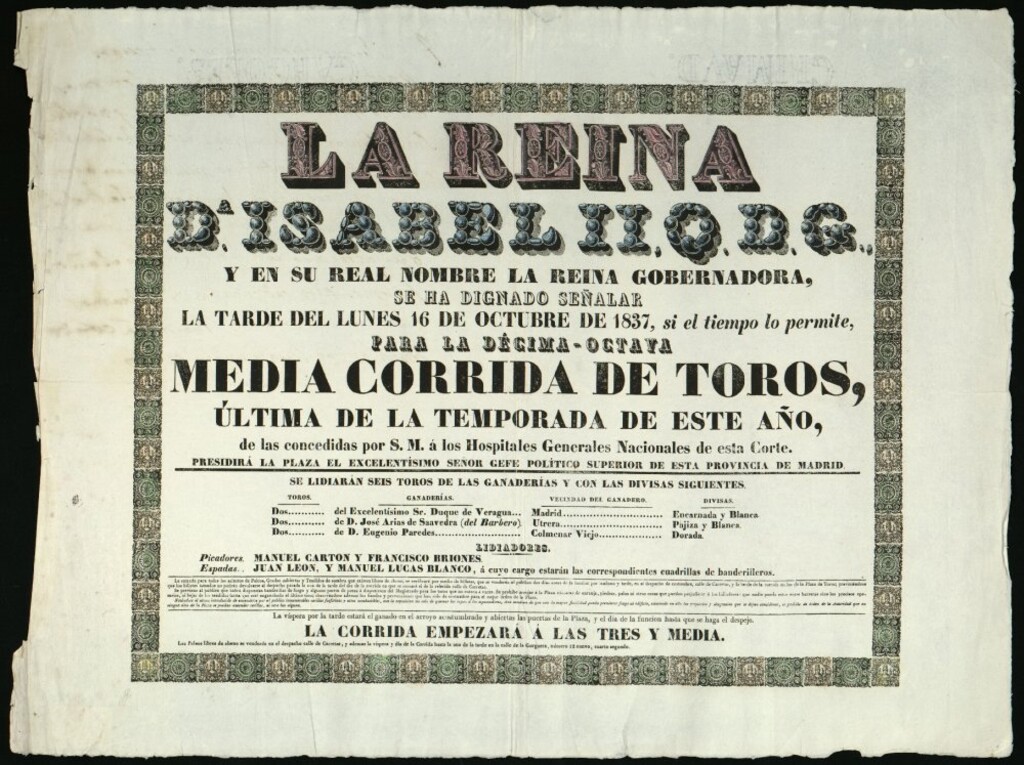 LA REINA
D.ᴬ ISABEL II, Q. D. G.,
Y EN SU REAL NOMBRE LA REINA GOBERNADORA,
SE HA DIGNADO SEÑALAR
LA TARDE DEL LUNES 16 DE OCTUBRE DE 1837, si el tiempo lo permite,
PARA LA DÉCIMA-OCTAVA
MEDIA CORRIDA DE TOROS,
ÚLTIMA DE LA TEMPORADA DE ESTE AÑO,
de las concedidas por S. M. á los Hospitales Generales Nacionales de esta Corte.
PRESIDIRÁ LA PLAZA EL EXCELENTÍSIMO SEÑOR GEFE POLÍTICO SUPERIOR DE ESTA PROVINCIA DE MADRID
SE LIDIARÁN SEIS TOROS DE LAS GANADERÍAS Y CON LAS DIVISAS SIGUIENTES.
TOROS. GANADERÍAS. VECINDAD DEL GANADERO. DIVISAS.
Dos........... del Excelentísimo Sr. Duque de Veragua... Madrid............................ Encarnada y Blanca.
Dos........... de D. José Arias de Saavedra (del Barbero). Utrera............................ Pajiza y Blanca.
Dos........... de D. Eugenio Paredes........................ Colmenar Viejo................. Dorada.
LIDIADORES.
Picadores. MANUEL CARTON Y FRANCISCO BRIONES.
Espadas.. JUAN LEON, Y MANUEL LUCAS BLANCO, á cuyo cargo estarán las correspondientes cuadrillas de banderilleros.
La víspera por la tarde estará el ganado en el arroyo acostumbrado y abiertas las puertas de la Plaza, y el dia de la funcion hasta que se haga el despejo.
LA CORRIDA EMPEZARÁ Á LAS TRES Y MEDIA.